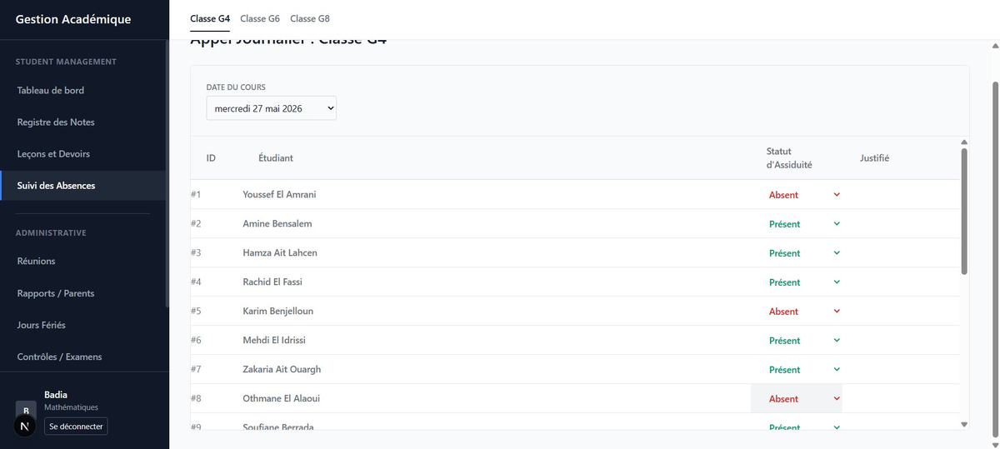 Gestion Académique
STUDENT MANAGEMENT
Tableau de bord
Registre des Notes
Leçons et Devoirs
Suivi des Absences
ADMINISTRATIVE
Réunions
Rapports / Parents
Jours Fériés
Contrôles / Examens
B
N
Badia
Mathématiques
Se déconnecter
Classe G4 Classe G6 Classe G8
Appel Journalier : Classe G4
DATE DU COURS
mercredi 27 mai 2026
ID Étudiant Statut d'Assiduité Justifié
#1 Youssef El Amrani Absent
#2 Amine Bensalem Présent
#3 Hamza Ait Lahcen Présent
#4 Rachid El Fassi Présent
#5 Karim Benjelloun Absent
#6 Mehdi El Idrissi Présent
#7 Zakaria Ait Ouargh Présent
#8 Othmane El Alaoui Absent
#9 Soufiane Berrada Présent